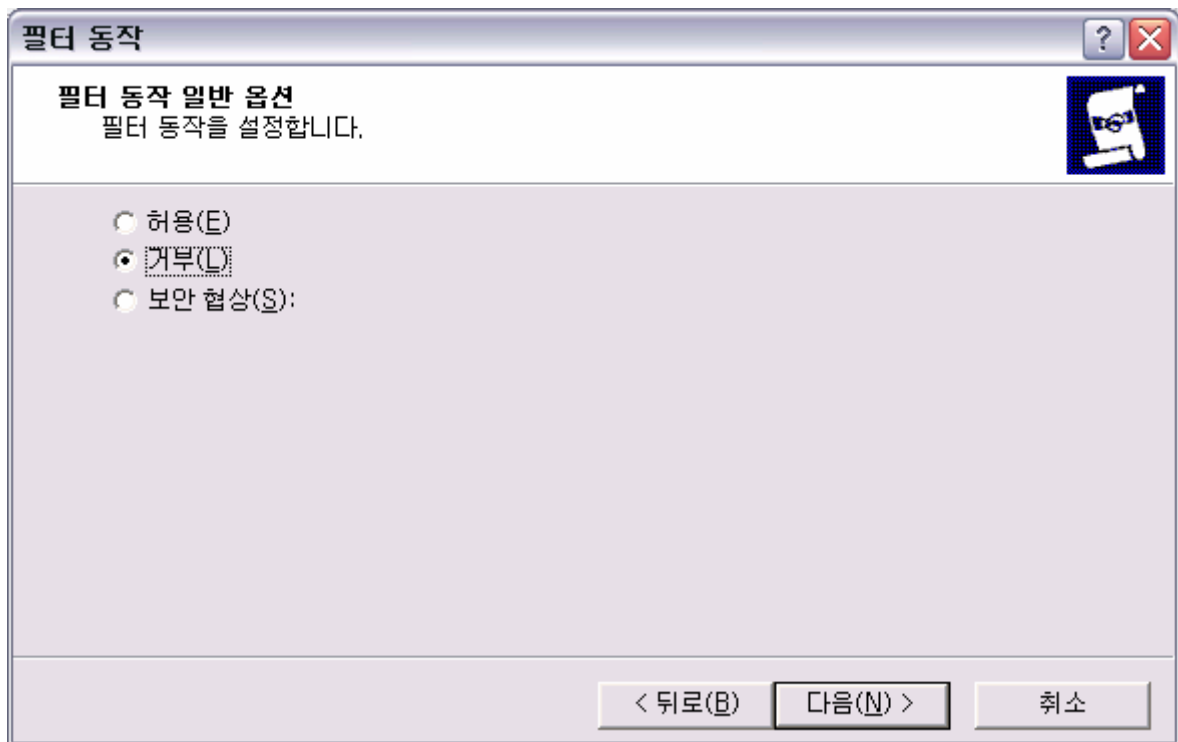 필터 동작
?
필터 동작 일반 옵션
필터 동작을 설정합니다.
허용(E)
거부(L)
보안 협상(S):
< 뒤로(B) 다음(N) > 취소